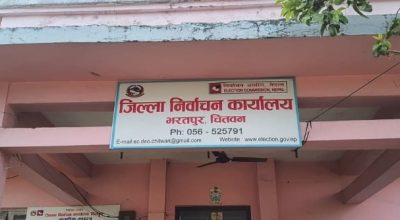 निर्वाचन आयोग, नेपाल
ELECTION COMMISSION, NEPAL
जिल्ला निर्वाचन कार्यालय
भरतपुर, चितवन
Ph: 056 - 525791
E-mail:ec.deo.chitwan@gmail.com Website : www.election.gov.np